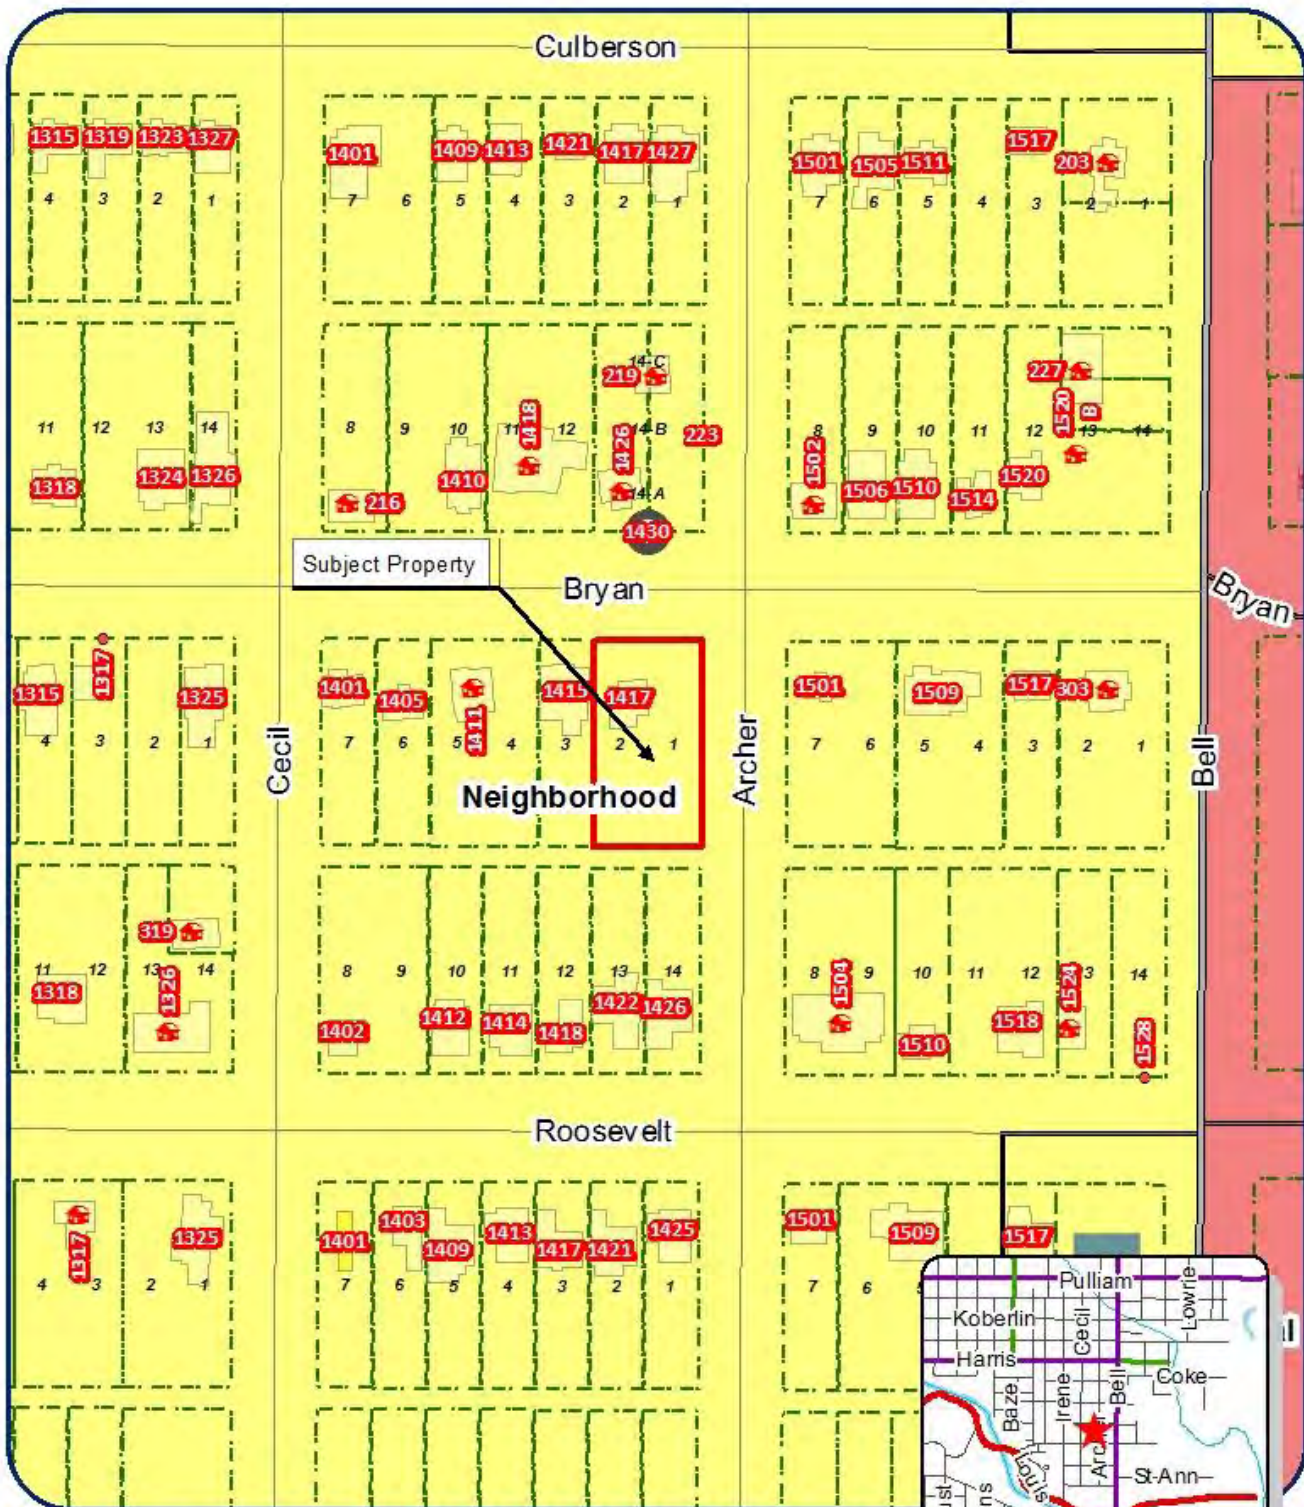 Culberson
1315 1319 1323 1327 1401 1409 1413 1421 1417 1427 1501 1505 1511 1517 203
4 3 2 1 7 6 5 4 3 2 1 7 6 5 4 3 2 1
14-C
219 227
1418 1426 14-B 223 1520 B
11 12 13 14 8 9 10 11 12 8 9 10 11 12 13 14
1318 1324 1326 216 1410 14-A 1502 1506 1510 1514 1520
1430
Subject Property
Bryan
Bryan
1315 1317 1325 1401 1405 1411 1415 1417 1501 1509 1517 303
4 3 2 1 7 6 5 4 3 2 1 7 6 5 4 3 2 1
Cecil
Archer
Bell
Neighborhood
319
11 12 13 14 8 9 10 11 12 13 14 8 9 10 11 12 13 14
1318 1326 1402 1412 1414 1418 1422 1426 1504 1510 1518 1524 1528
Roosevelt
1317 1325 1401 1403 1409 1413 1417 1421 1425 1501 1509 1517
4 3 2 1 7 6 5 4 3 2 1 7 6 5
Pulliam
Lowrie
Koberlin
Cecil
Harris
Coke
Baze
Irene
Bell
Archer
Louis
St Ann